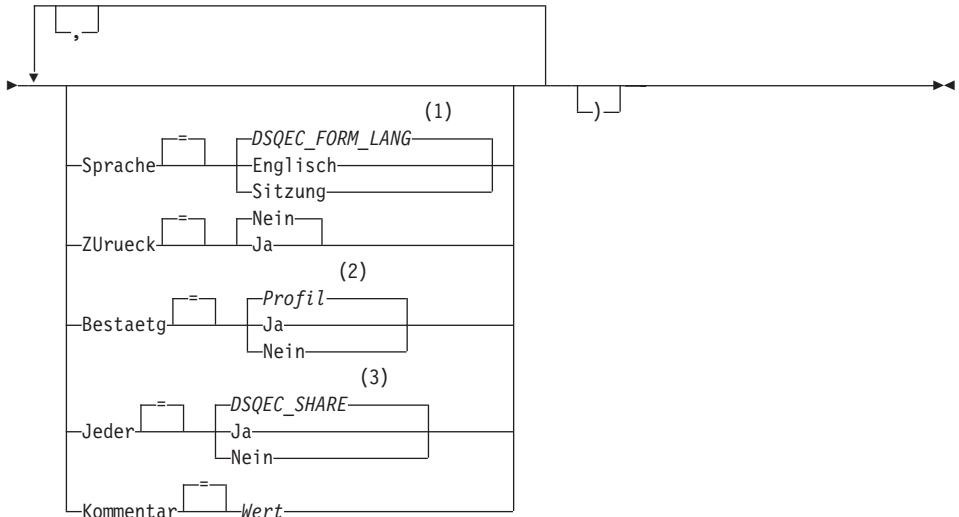 ,
)
(1)
= DSQEC_FORM_LANG
Sprache Englisch
Sitzung
= Nein
ZUrueck Ja
(2)
= Profil
Bestaetg Ja
Nein
(3)
= DSQEC_SHARE
Jeder Ja
Nein
=
Kommentar Wert